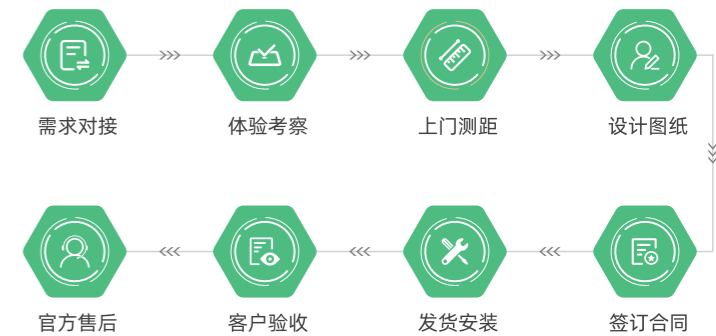 需求对接
体验考察
上门测距
设计图纸
签订合同
发货安装
客户验收
官方售后